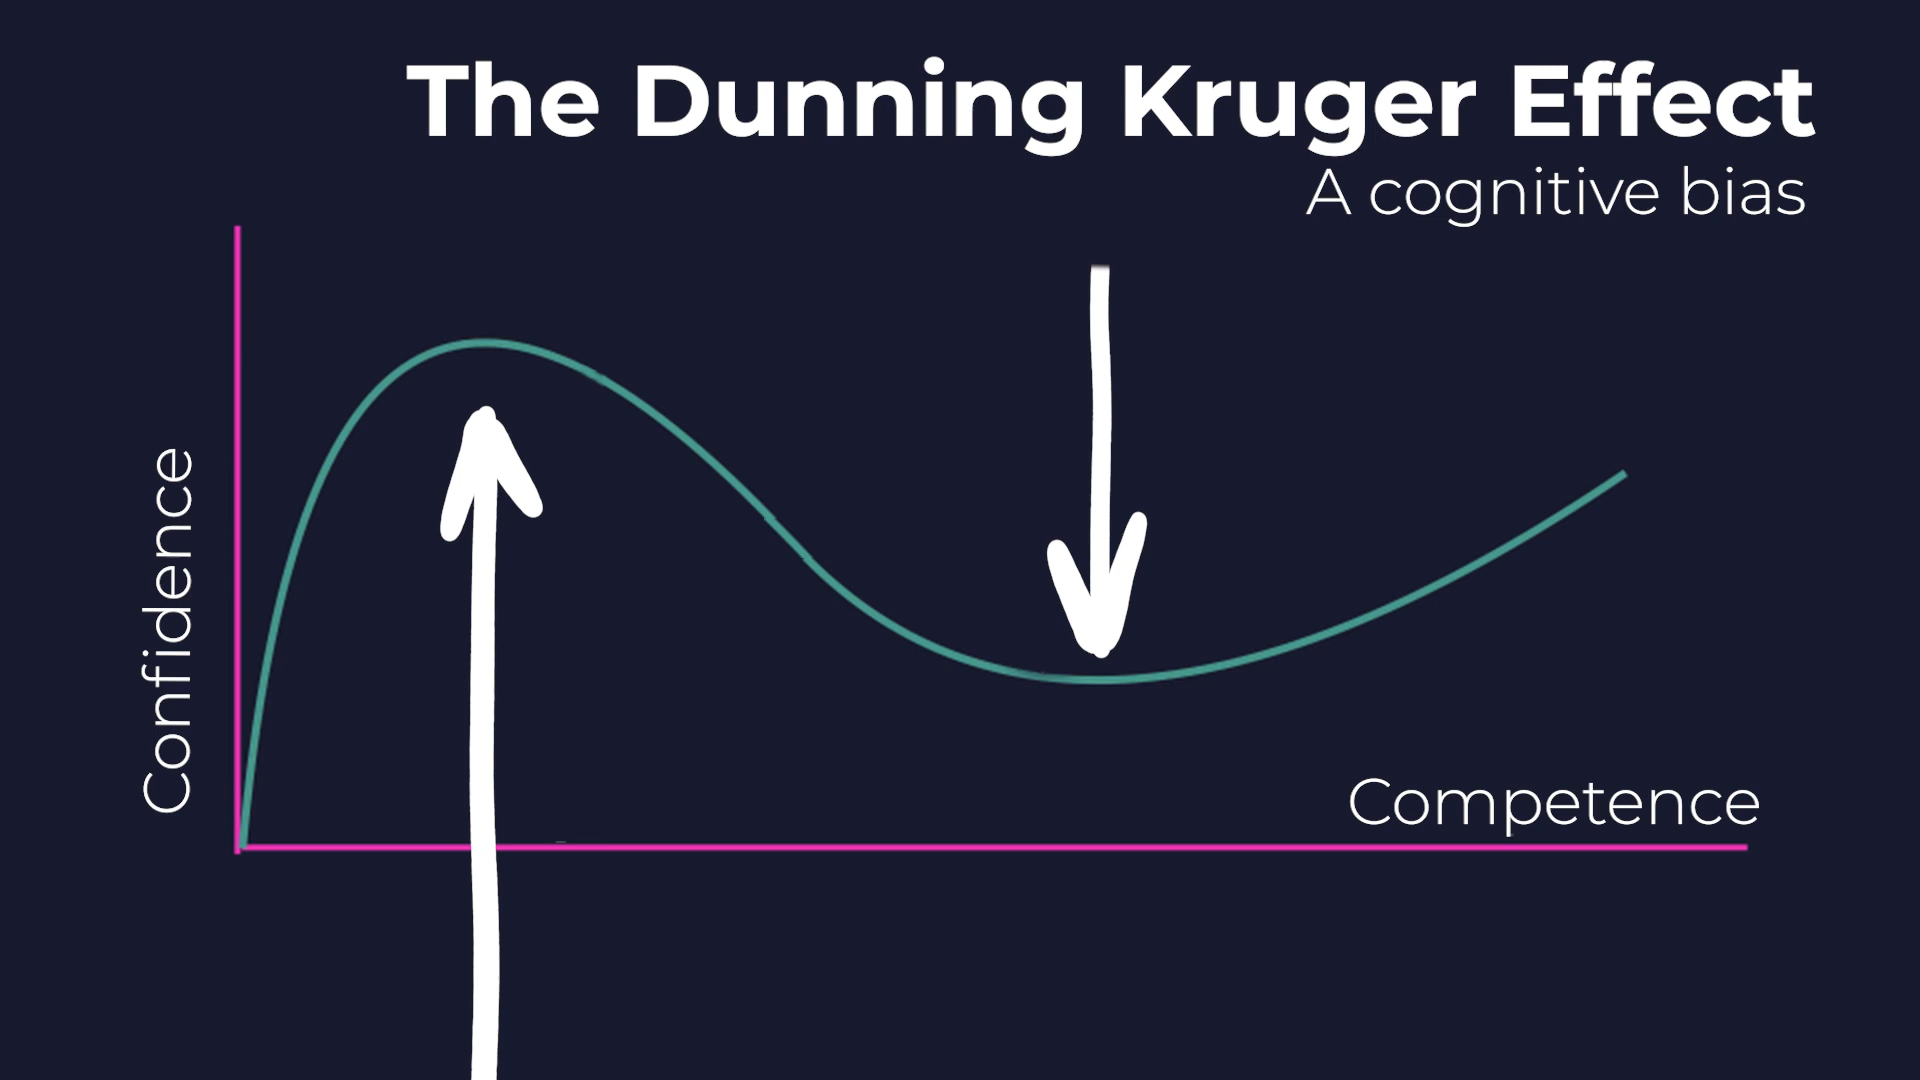 The Dunning Kruger Effect
A cognitive bias
Confidence
Competence